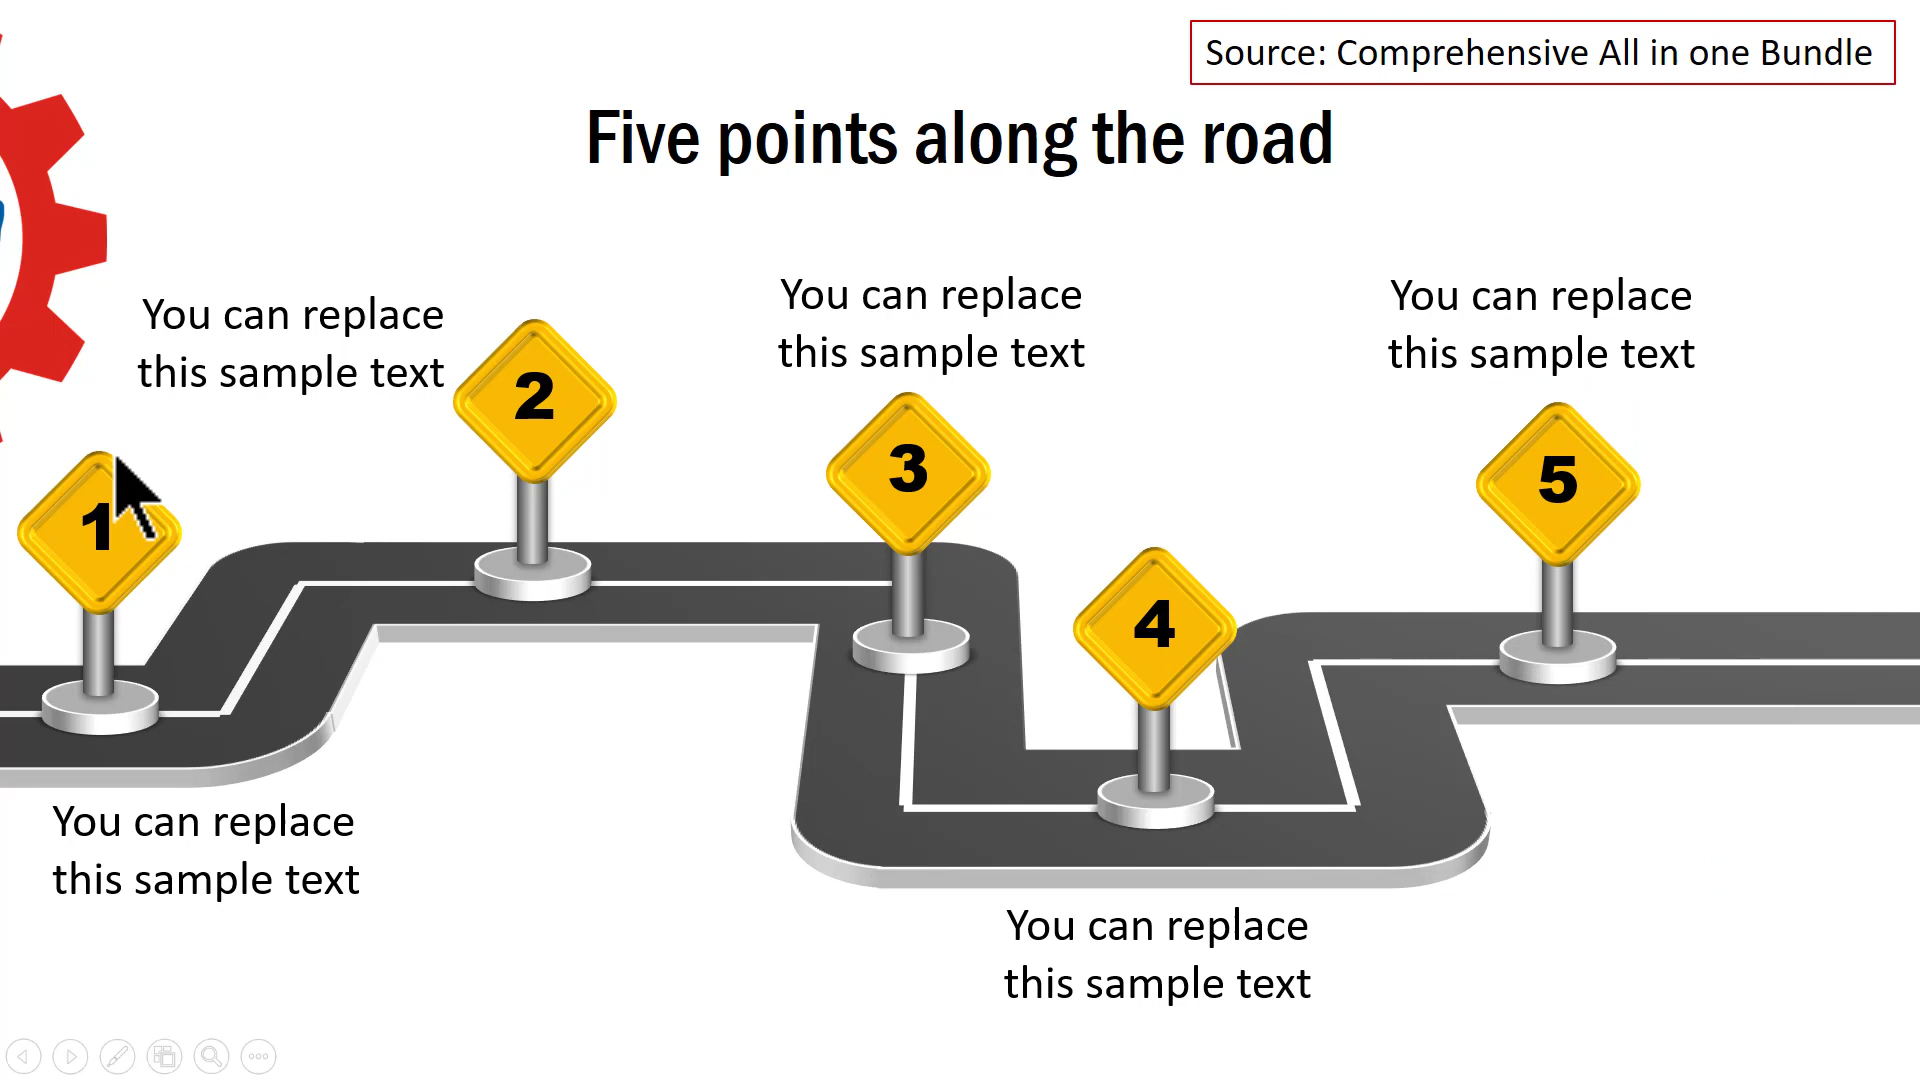 Source: Comprehensive All in one Bundle
Five points along the road
You can replace
this sample text
You can replace
this sample text
You can replace
this sample text
2
3
5
1
4
You can replace
this sample text
You can replace
this sample text